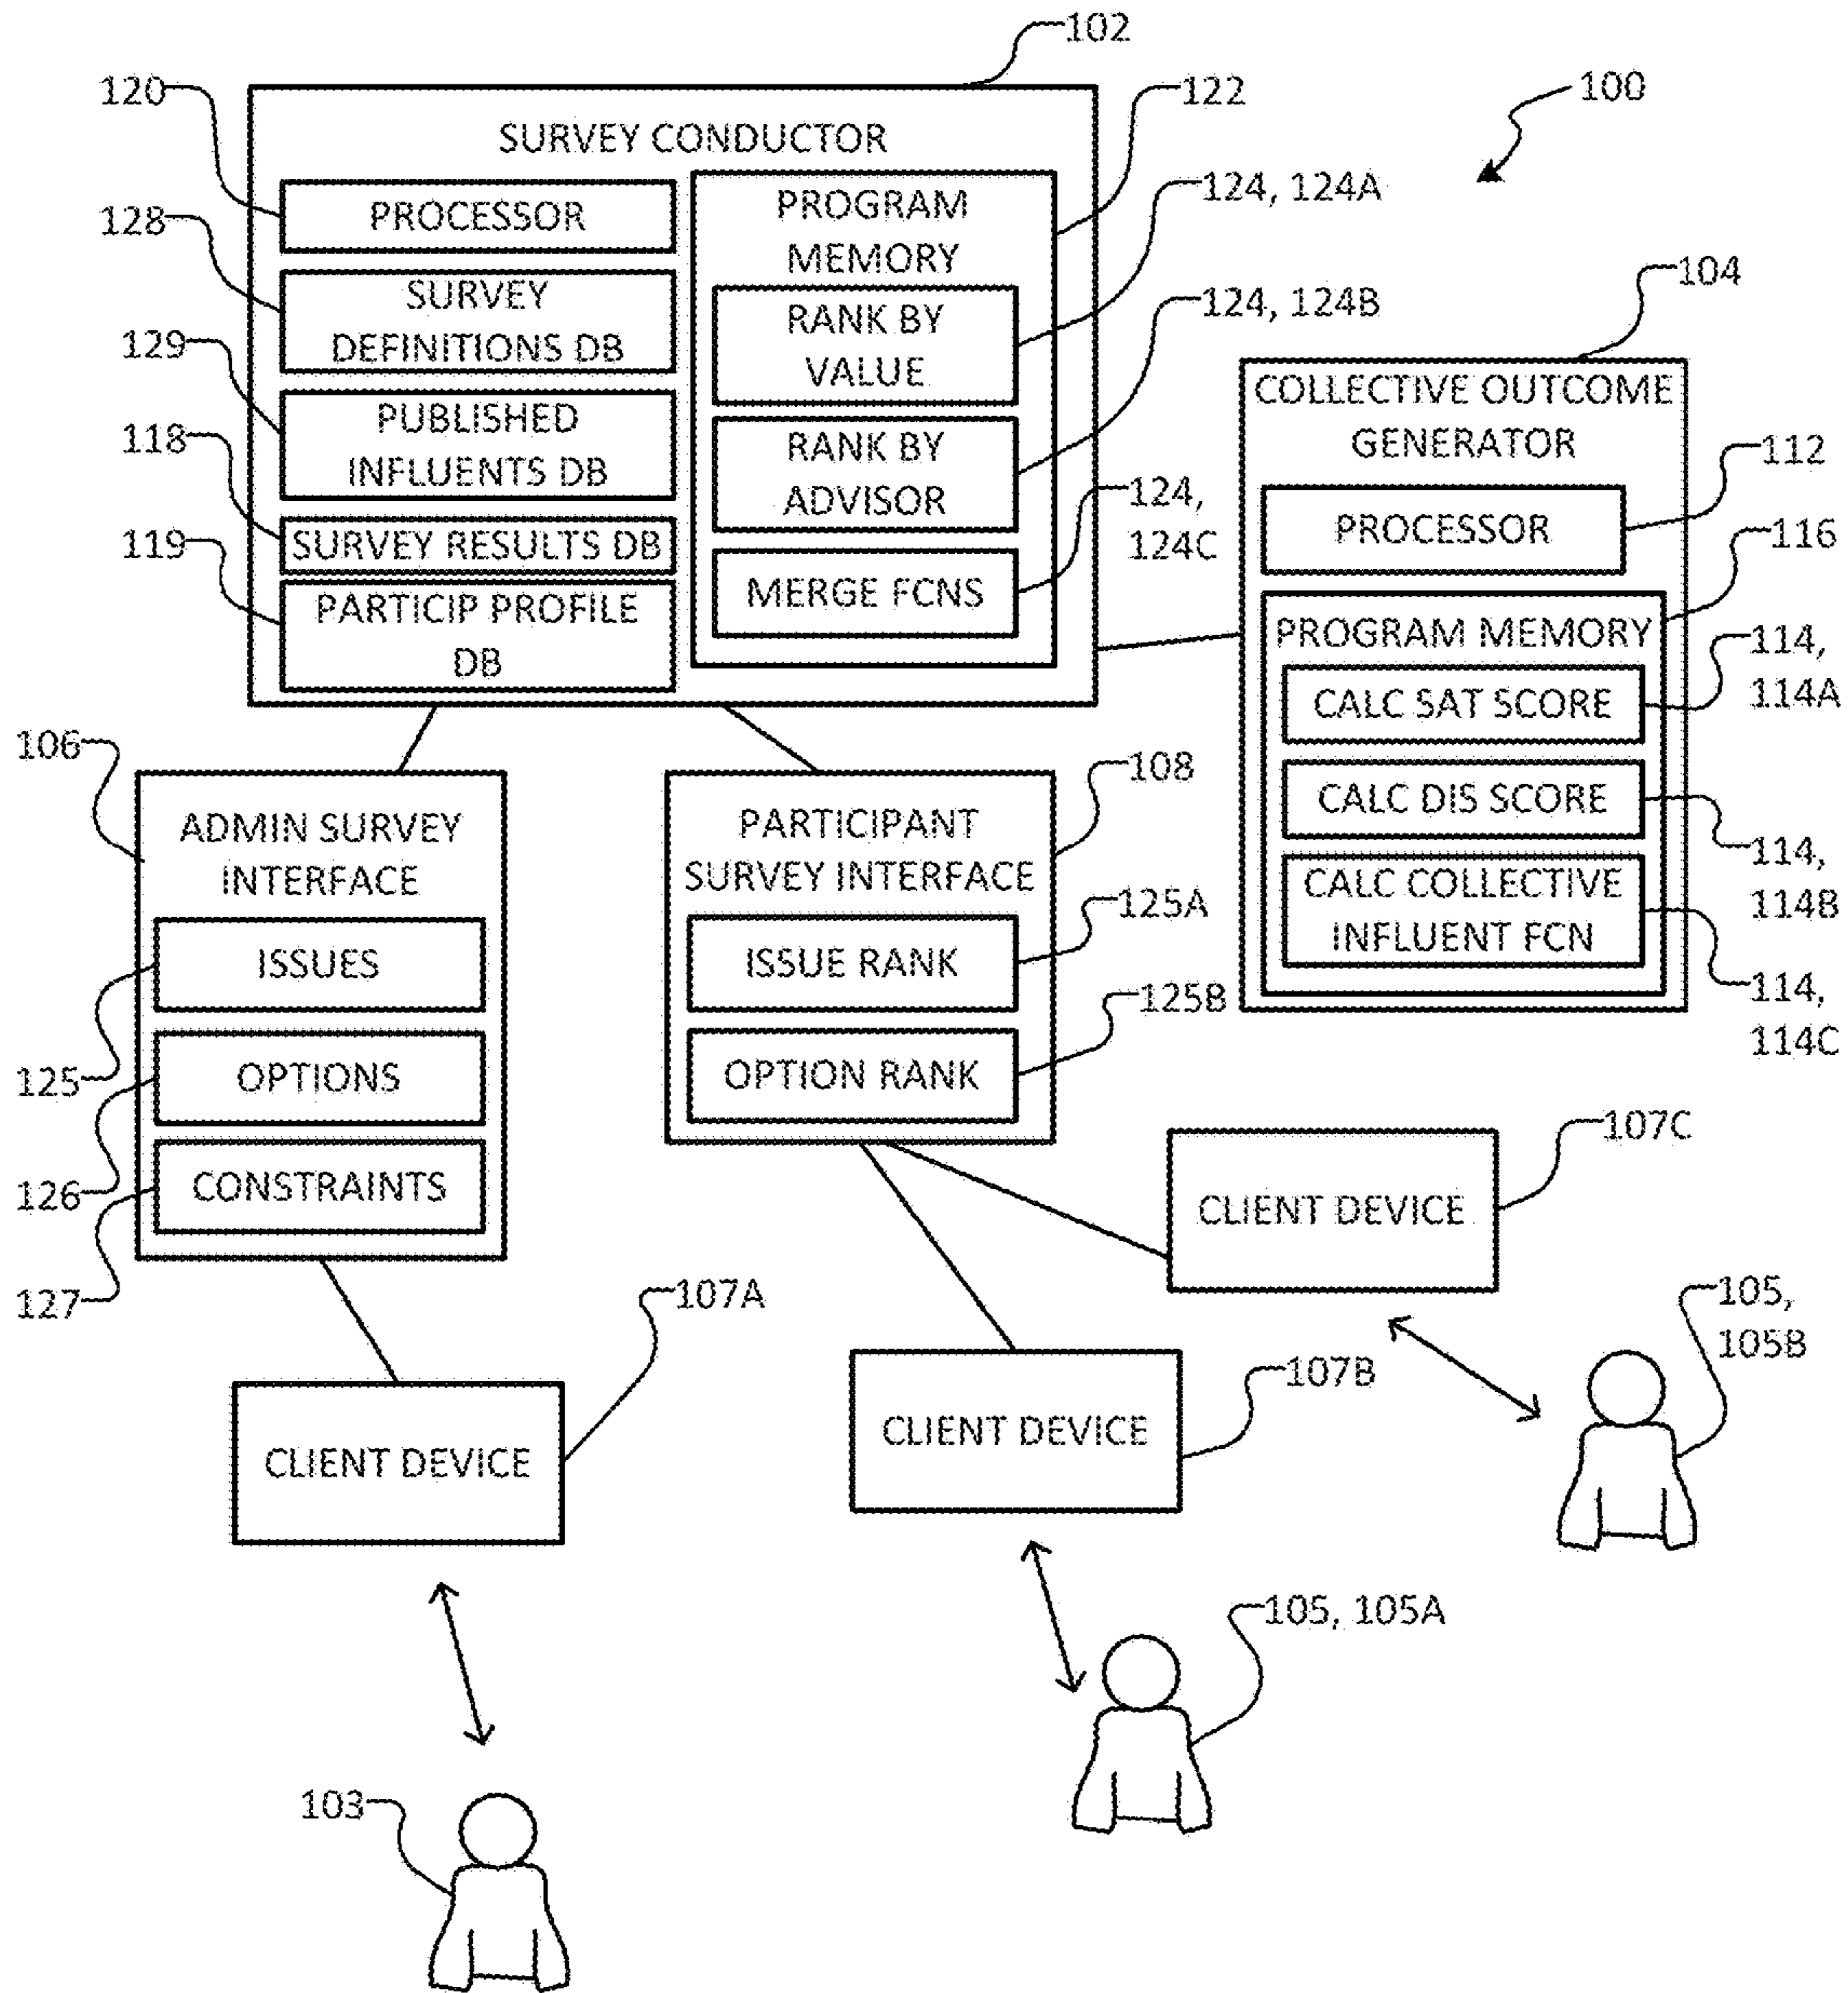 102
120
122
100
SURVEY CONDUCTOR
PROCESSOR
PROGRAM
MEMORY
124, 124A
128
SURVEY
DEFINITIONS DB
RANK BY
VALUE
124, 124B
104
129
PUBLISHED
INFLUENTS DB
RANK BY
ADVISOR
COLLECTIVE OUTCOME
GENERATOR
118
SURVEY RESULTS DB
124,
124C
112
PROCESSOR
119
PARTICIP PROFILE
DB
MERGE FCNS
116
PROGRAM MEMORY
114,
114A
CALC SAT SCORE
106
108
CALC DIS SCORE
114,
114B
ADMIN SURVEY
INTERFACE
PARTICIPANT
SURVEY INTERFACE
CALC COLLECTIVE
INFLUENT FCN
125A
ISSUES
ISSUE RANK
114,
114C
125B
125
OPTIONS
OPTION RANK
126
CONSTRAINTS
107C
CLIENT DEVICE
127
107A
105,
105B
107B
CLIENT DEVICE
CLIENT DEVICE
105, 105A
103